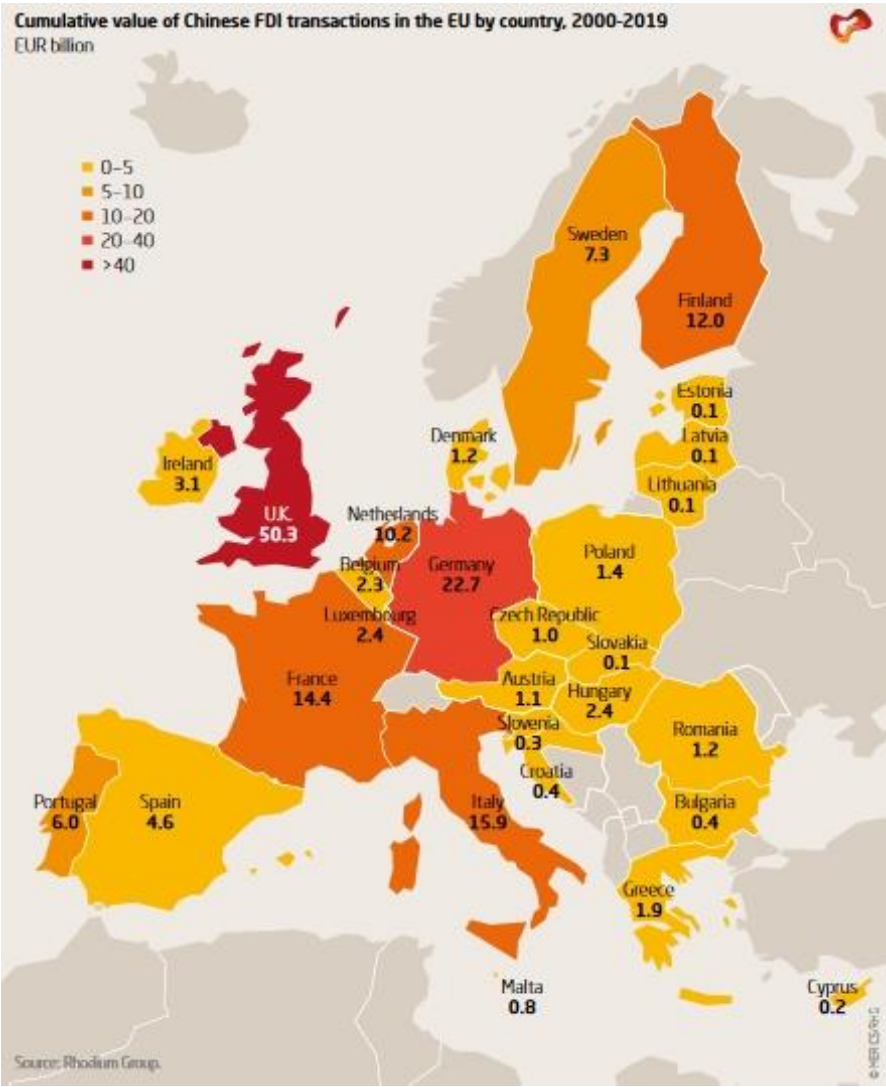 Cumulative value of Chinese FDI transactions in the EU by country, 2000-2019
EUR billion
0–5
5–10
10–20
20–40
>40
Sweden
7.3
Finland
12.0
Estonia
0.1
Latvia
0.1
Lithuania
0.1
Denmark
1.2
Ireland
3.1
U.K.
50.3
Netherlands
10.2
Belgium
2.3
Germany
22.7
Poland
1.4
Luxembourg
2.4
Czech Republic
1.0
Slovakia
0.1
France
14.4
Austria
1.1
Hungary
2.4
Slovenia
0.3
Romania
1.2
Croatia
0.4
Portugal
6.0
Spain
4.6
Italy
15.9
Bulgaria
0.4
Greece
1.9
Malta
0.8
Cyprus
0.2
Source: Rhodium Group.
© MERICS/RHG